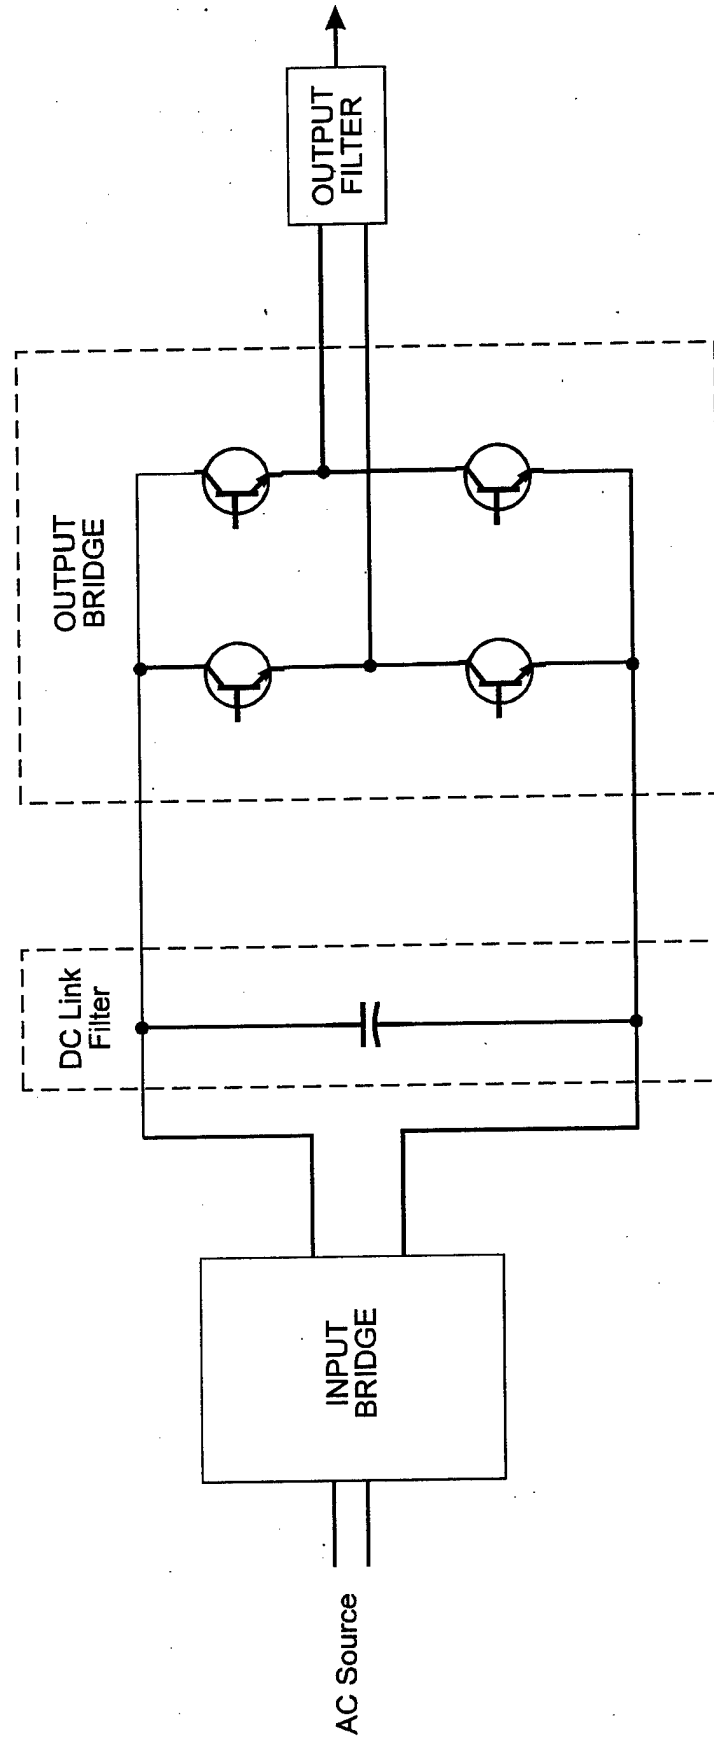 AC Source
INPUT
BRIDGE
DC Link
Filter
OUTPUT
BRIDGE
OUTPUT
FILTER